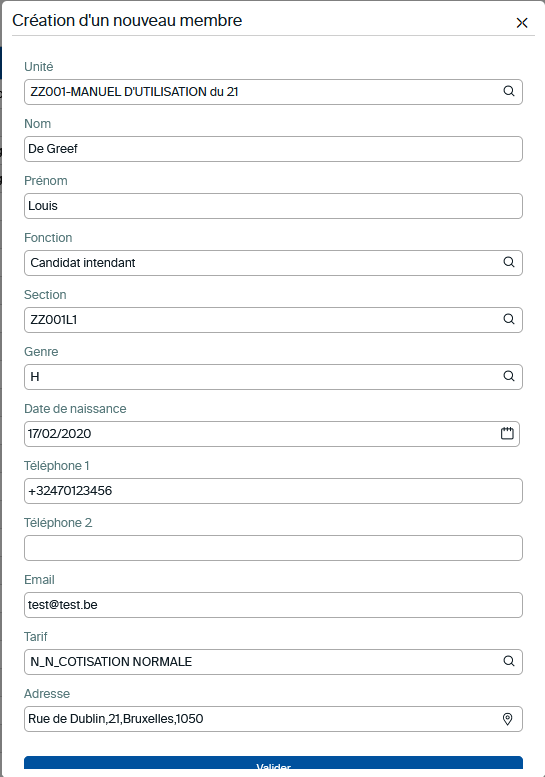 Création d'un nouveau membre
Unité
ZZ001-MANUEL D'UTILISATION du 21
Nom
De Greef
Prénom
Louis
Fonction
Candidat intendant
Section
ZZ001L1
Genre
H
Date de naissance
17/02/2020
Téléphone 1
+32470123456
Téléphone 2
Email
test@test.be
Tarif
N_N_COTISATION NORMALE
Adresse
Rue de Dublin,21,Bruxelles,1050
Valider